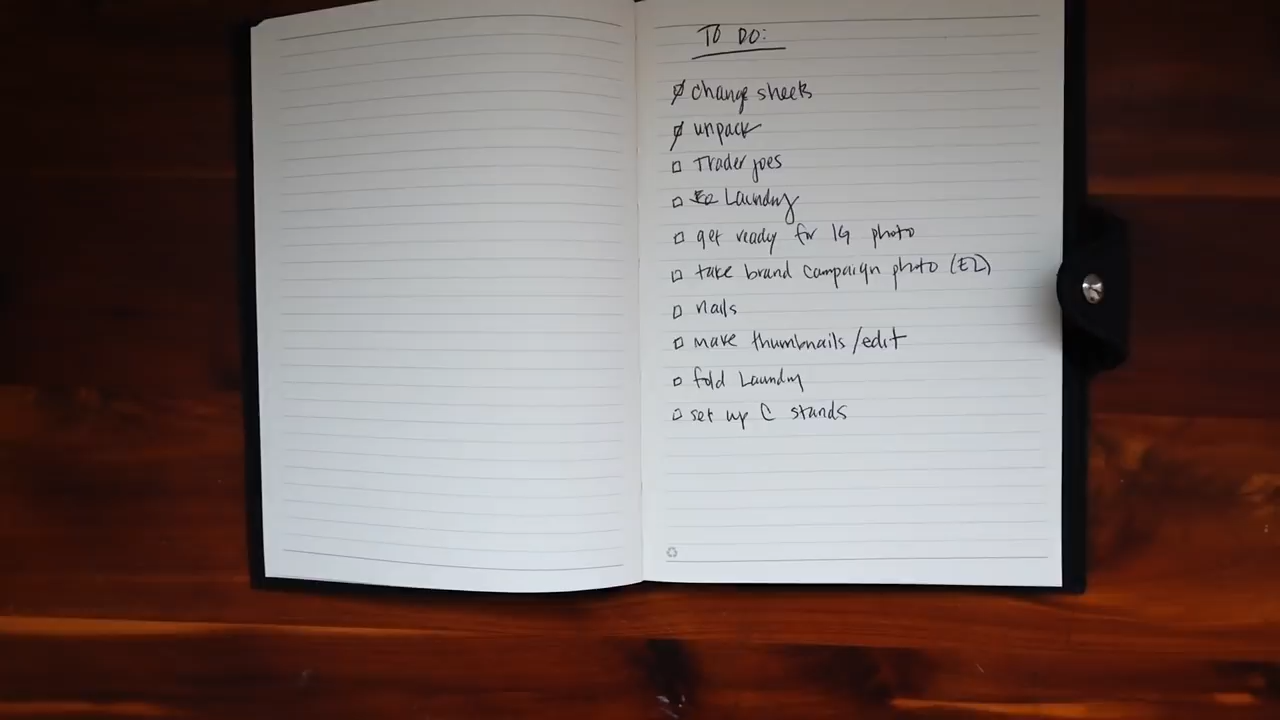 TO DO:
change sheets
unpack
Trader joes
Laundry
get ready for IG photo
take brand campaign photo (EL)
nails
make thumbnails/edit
fold Laundry
set up C stands